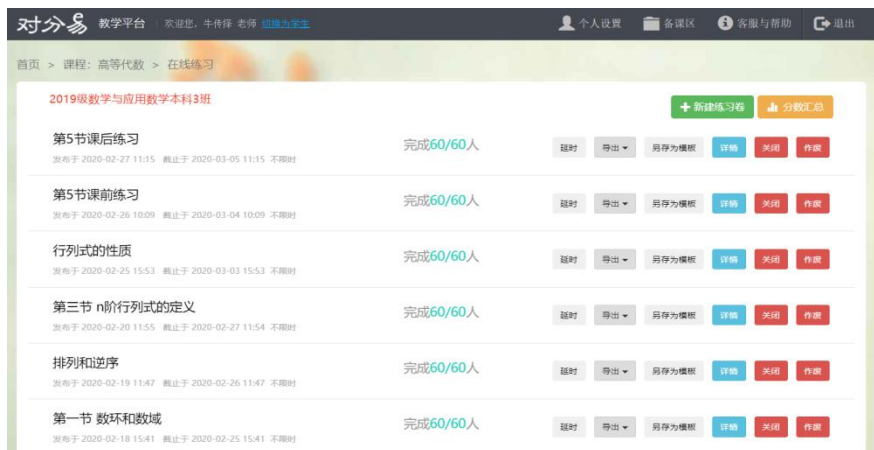 对分易 教学平台 欢迎您，牛传择 老师 切换为学生 个人设置 备课区 客服与帮助 退出
首页 > 课程: 高等代数 > 在线练习
2019级数学与应用数学本科3班 新建练习卷 分数汇总
第5节课后练习 完成60/60人 延时 导出 另存为模板 详情 关闭 作废
发布于 2020-02-27 11:15 截止于 2020-03-05 11:15 不限时
第5节课前练习 完成60/60人 延时 导出 另存为模板 详情 关闭 作废
发布于 2020-02-26 10:09 截止于 2020-03-04 10:09 不限时
行列式的性质 完成60/60人 延时 导出 另存为模板 详情 关闭 作废
发布于 2020-02-25 15:53 截止于 2020-03-03 15:53 不限时
第三节 n阶行列式的定义 完成60/60人 延时 导出 另存为模板 详情 关闭 作废
发布于 2020-02-20 11:55 截止于 2020-02-27 11:54 不限时
排列和逆序 完成60/60人 延时 导出 另存为模板 详情 关闭 作废
发布于 2020-02-19 11:47 截止于 2020-02-26 11:47 不限时
第一节 数环和数域 完成60/60人 延时 导出 另存为模板 详情 关闭 作废
发布于 2020-02-18 15:41 截止于 2020-02-25 15:41 不限时